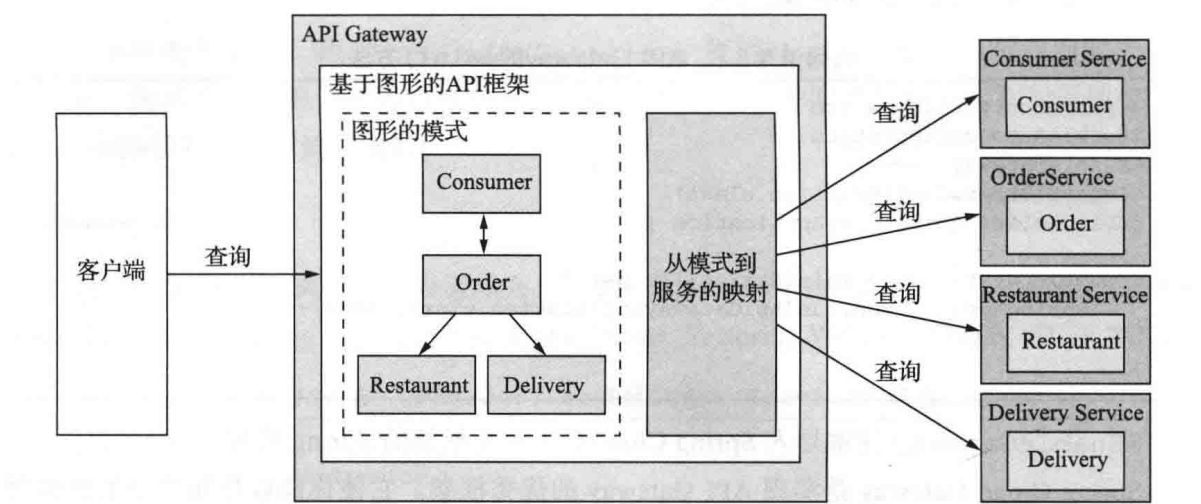 API Gateway
基于图形的API框架
图形的模式
Consumer
Order
Restaurant
Delivery
客户端
查询
从模式到
服务的映射
查询
查询
查询
查询
Consumer Service
Consumer
OrderService
Order
Restaurant Service
Restaurant
Delivery Service
Delivery